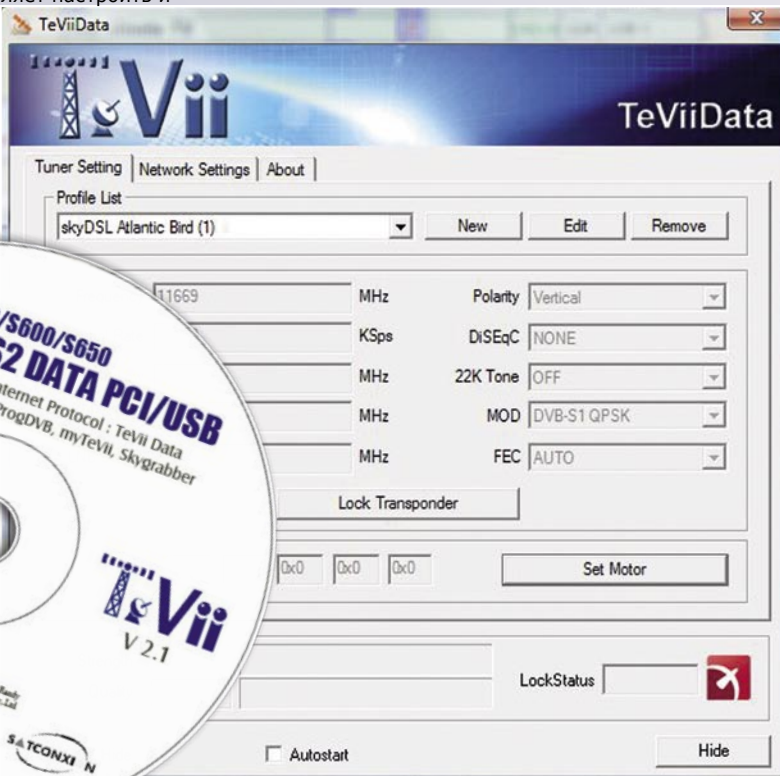 TeViiData
TeVii
TeViiData
Tuner Setting
Network Settings
About
Profile List
skyDSL Atlantic Bird (1)
New
Edit
Remove
11669
MHz
Polarity
Vertical
KSps
DiSEqC
NONE
MHz
22K Tone
OFF
MHz
MOD
DVB-S1 QPSK
MHz
FEC
AUTO
Lock Transponder
0x0
0x0
0x0
Set Motor
LockStatus
Autostart
Hide
/S600/S650
S2 DATA PCI/USB
ternet Protocol : TeVii Data
ProgDVB, myTeVii, Skygrabber
TeVii
V 2.1
SATCONXI N